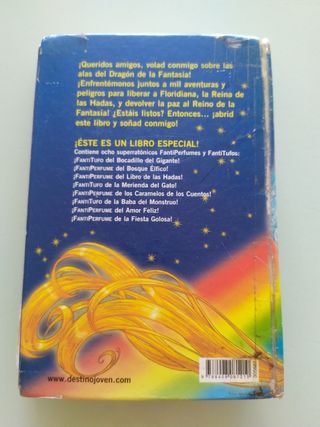 ¡Queridos amigos, volad conmigo sobre las
alas del Dragón de la Fantasía!
¡Enfrentémonos juntos a mil aventuras y
peligros para liberar a Floridiana, la Reina de
las Hadas, y devolver la paz al Reino de la
Fantasía! ¿Estáis listos? Entonces... ¡abrid
este libro y soñad conmigo!
¡ÉSTE ES UN LIBRO ESPECIAL!
Contiene ocho superratónicos FantiPerfumes y FantiTufos:
¡FantiTufo del Bocadillo del Gigante!
¡FantiPerfume del Bosque Élfico!
¡FantiPerfume del Libro de las Hadas!
¡FantiTufo de la Merienda del Gato!
¡FantiPerfume de los Caramelos de los Cuentos!
¡FantiTufo de la Baba del Monstruo!
¡FantiPerfume del Amor Feliz!
¡FantiPerfume de la Fiesta Golosa!
www.destinojoven.com